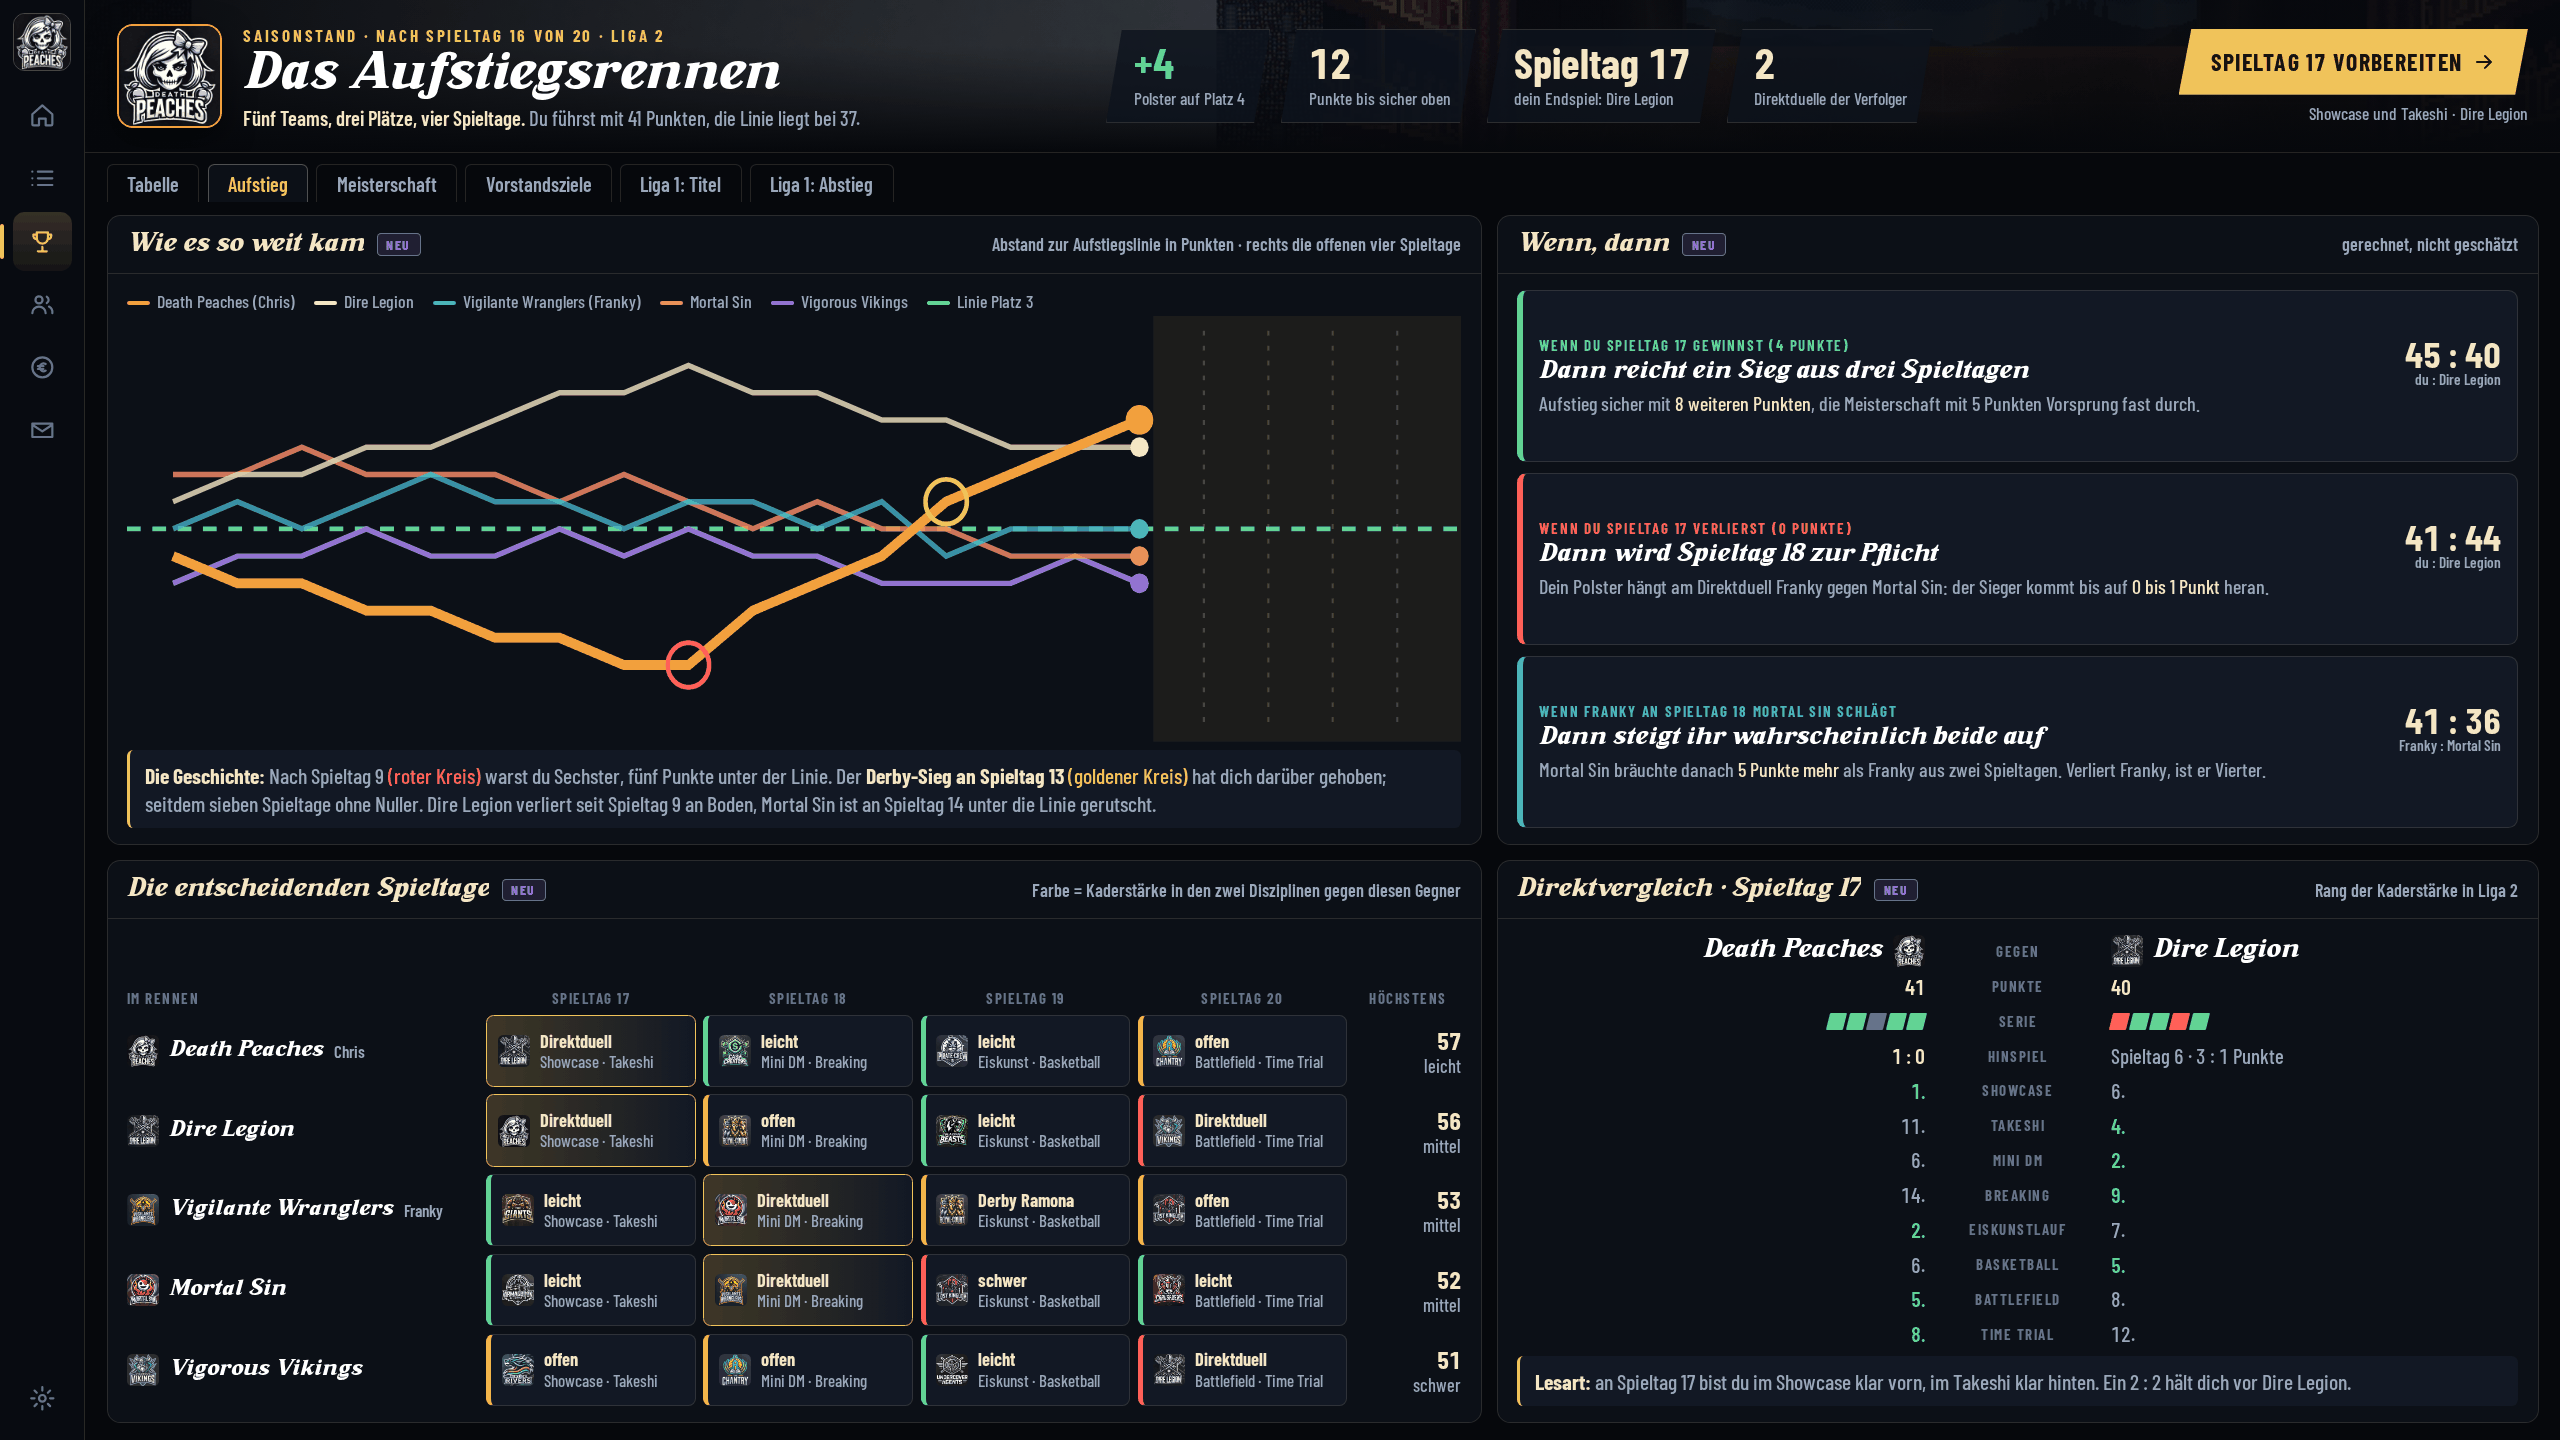 DEATH PEACHES
SAISONSTAND · NACH SPIELTAG 16 VON 20 · LIGA 2
Das Aufstiegsrennen
Fünf Teams, drei Plätze, vier Spieltage. Du führst mit 41 Punkten, die Linie liegt bei 37.
+4
Polster auf Platz 4
12
Punkte bis sicher oben
Spieltag 17
dein Endspiel: Dire Legion
2
Direktduelle der Verfolger
SPIELTAG 17 VORBEREITEN →
Showcase und Takeshi · Dire Legion
Tabelle
Aufstieg
Meisterschaft
Vorstandsziele
Liga 1: Titel
Liga 1: Abstieg
Wie es so weit kam NEU
Abstand zur Aufstiegslinie in Punkten · rechts die offenen vier Spieltage
Death Peaches (Chris) Dire Legion Vigilante Wranglers (Franky) Mortal Sin Vigorous Vikings Linie Platz 3
Die Geschichte: Nach Spieltag 9 (roter Kreis) warst du Sechster, fünf Punkte unter der Linie. Der Derby-Sieg an Spieltag 13 (goldener Kreis) hat dich darüber gehoben;
seitdem sieben Spieltage ohne Nuller. Dire Legion verliert seit Spieltag 9 an Boden, Mortal Sin ist an Spieltag 14 unter die Linie gerutscht.
Wenn, dann NEU
gerechnet, nicht geschätzt
WENN DU SPIELTAG 17 GEWINNST (4 PUNKTE)
Dann reicht ein Sieg aus drei Spieltagen
Aufstieg sicher mit 8 weiteren Punkten, die Meisterschaft mit 5 Punkten Vorsprung fast durch.
45 : 40
du : Dire Legion
WENN DU SPIELTAG 17 VERLIERST (0 PUNKTE)
Dann wird Spieltag 18 zur Pflicht
Dein Polster hängt am Direktduell Franky gegen Mortal Sin: der Sieger kommt bis auf 0 bis 1 Punkt heran.
41 : 44
du : Dire Legion
WENN FRANKY AN SPIELTAG 18 MORTAL SIN SCHLÄGT
Dann steigt ihr wahrscheinlich beide auf
Mortal Sin bräuchte danach 5 Punkte mehr als Franky aus zwei Spieltagen. Verliert Franky, ist er Vierter.
41 : 36
Franky : Mortal Sin
Die entscheidenden Spieltage NEU
Farbe = Kaderstärke in den zwei Disziplinen gegen diesen Gegner
IM RENNEN SPIELTAG 17 SPIELTAG 18 SPIELTAG 19 SPIELTAG 20 HÖCHSTENS
Death Peaches Chris
Direktduell
Showcase · Takeshi
leicht
Mini DM · Breaking
leicht
Eiskunst · Basketball
offen
Battlefield · Time Trial
57
leicht
Dire Legion
Direktduell
Showcase · Takeshi
offen
Mini DM · Breaking
leicht
Eiskunst · Basketball
Direktduell
Battlefield · Time Trial
56
mittel
Vigilante Wranglers Franky
leicht
Showcase · Takeshi
Direktduell
Mini DM · Breaking
Derby Ramona
Eiskunst · Basketball
offen
Battlefield · Time Trial
53
mittel
Mortal Sin
leicht
Showcase · Takeshi
Direktduell
Mini DM · Breaking
schwer
Eiskunst · Basketball
leicht
Battlefield · Time Trial
52
mittel
Vigorous Vikings
offen
Showcase · Takeshi
offen
Mini DM · Breaking
leicht
Eiskunst · Basketball
Direktduell
Battlefield · Time Trial
51
schwer
Direktvergleich · Spieltag 17 NEU
Rang der Kaderstärke in Liga 2
Death Peaches GEGEN Dire Legion
41 PUNKTE 40
SERIE
1 : 0 HINSPIEL Spieltag 6 · 3 : 1 Punkte
1. SHOWCASE 6.
11. TAKESHI 4.
6. MINI DM 2.
14. BREAKING 9.
2. EISKUNSTLAUF 7.
6. BASKETBALL 5.
5. BATTLEFIELD 8.
8. TIME TRIAL 12.
Lesart: an Spieltag 17 bist du im Showcase klar vorn, im Takeshi klar hinten. Ein 2 : 2 hält dich vor Dire Legion.